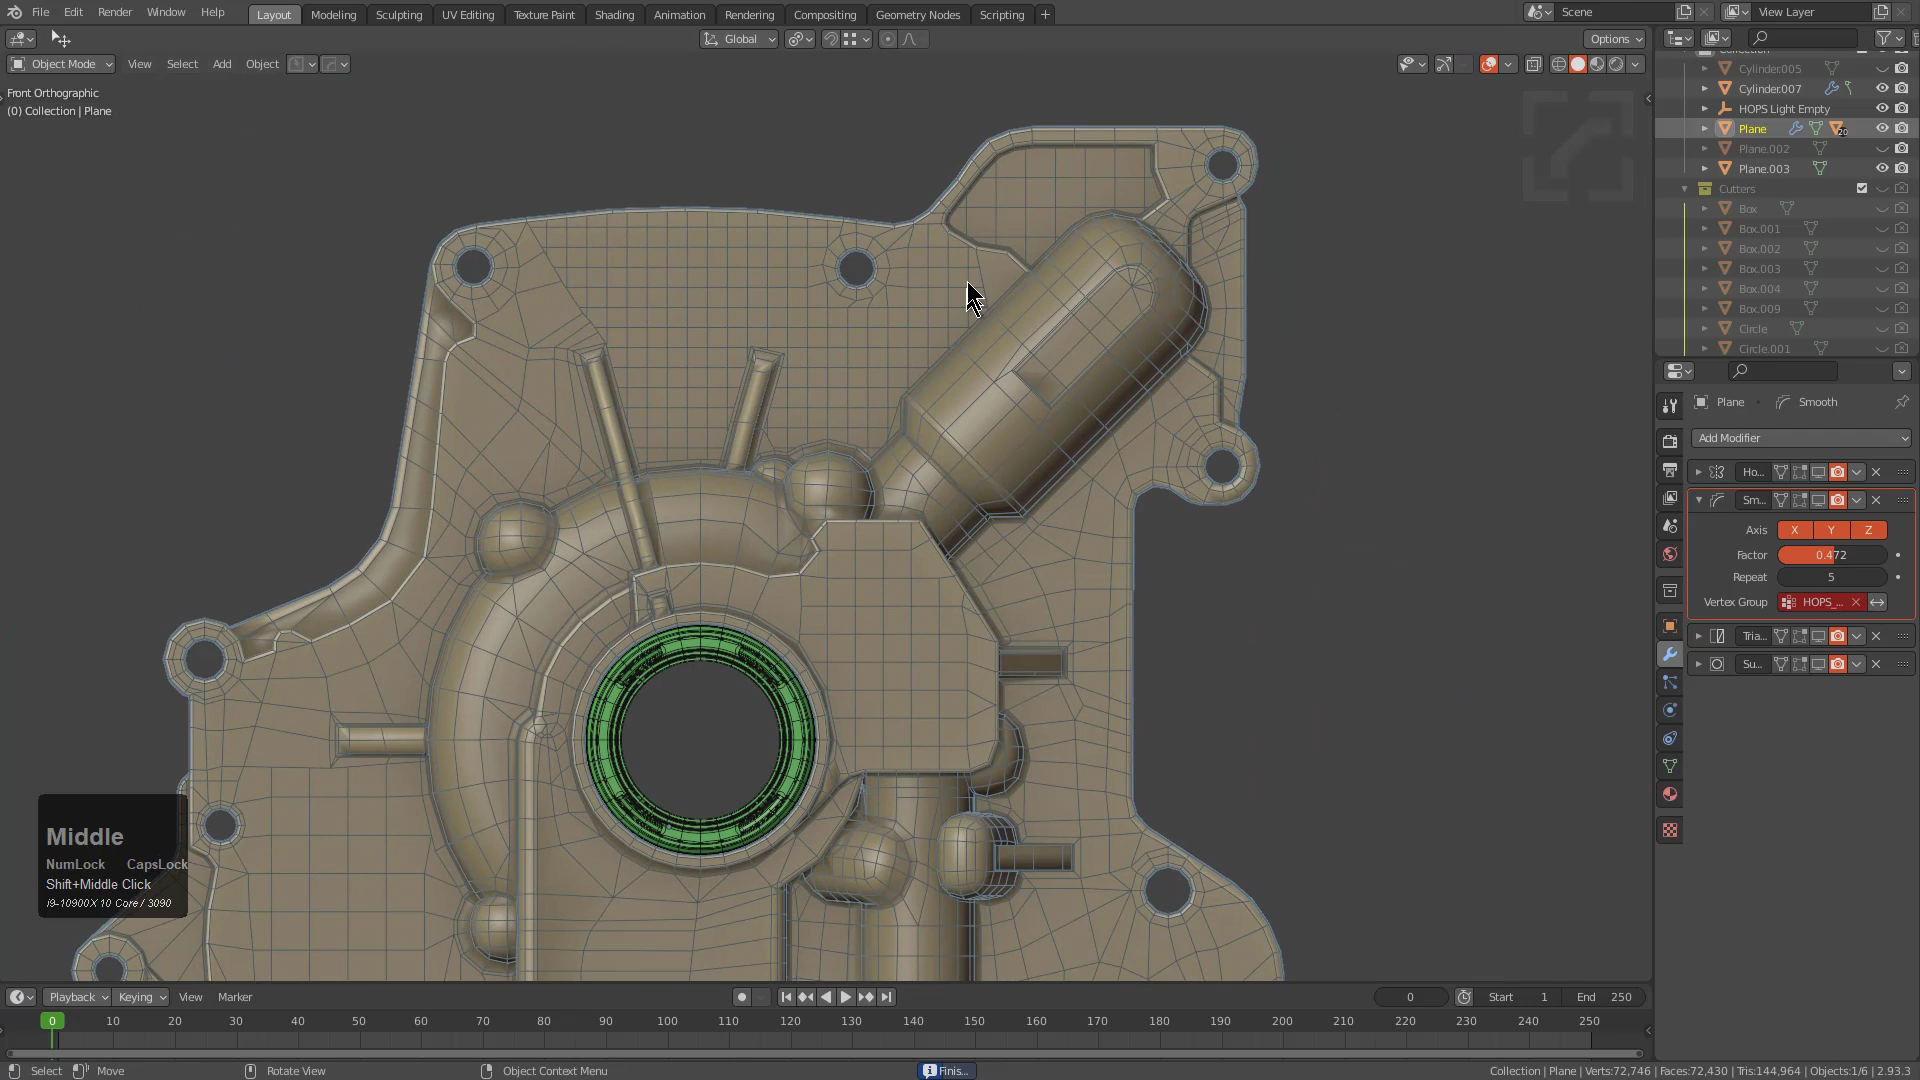 File Edit Render Window Help Layout Modeling Sculpting UV Editing Texture Paint Shading Animation Rendering Compositing Geometry Nodes Scripting + Scene View Layer
Global Options
Object Mode View Select Add Object
Front Orthographic
(0) Collection | Plane
Cylinder.005
Cylinder.007
HOPS Light Empty
Plane 20
Plane.002
Plane.003
Cutters
Box
Box.001
Box.002
Box.003
Box.004
Box.009
Circle
Circle.001
Plane Smooth
Add Modifier
Ho...
Sm...
Axis X Y Z
Factor 0.472
Repeat 5
Vertex Group HOPS_...
Tria...
Su...
Middle
NumLock CapsLock
Shift+Middle Click
i9-10900X 10 Core / 3090
Playback Keying View Marker 0 Start 1 End 250
0 10 20 30 40 50 60 70 80 90 100 110 120 130 140 150 160 170 180 190 200 210 220 230 240 250
Select Move Rotate View Object Context Menu Finis... Collection | Plane | Verts:72,746 | Faces:72,430 | Tris:144,964 | Objects:1/6 | 2.93.3